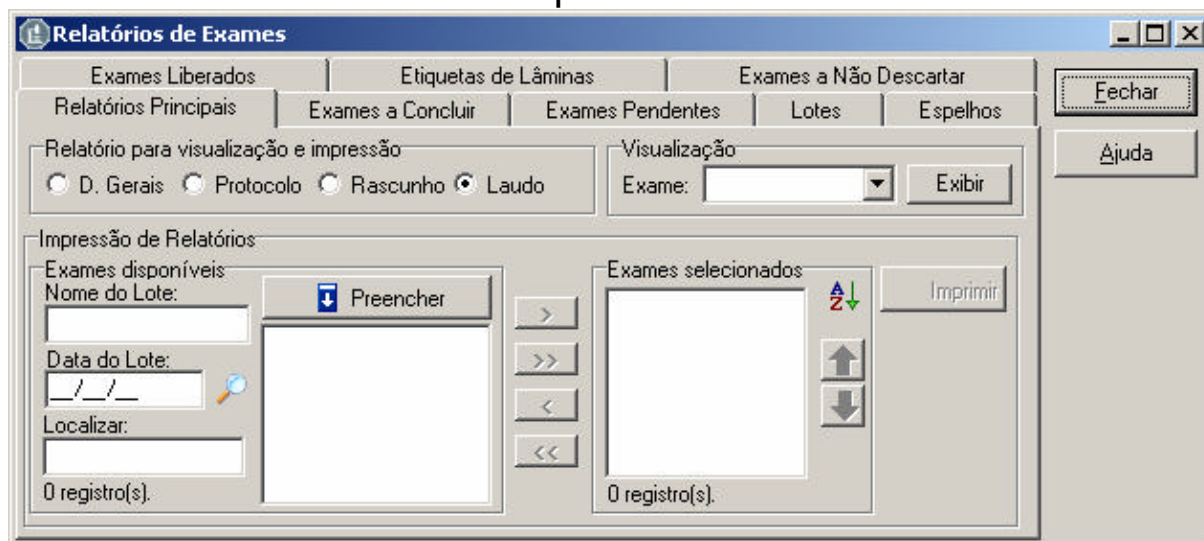 Relatórios de Exames
Exames Liberados
Etiquetas de Lâminas
Exames a Não Descartar
Relatórios Principais
Exames a Concluir
Exames Pendentes
Lotes
Espelhos
Fechar
Ajuda
Relatório para visualização e impressão
D. Gerais
Protocolo
Rascunho
Laudo
Visualização
Exame:
Exibir
Impressão de Relatórios
Exames disponíveis
Nome do Lote:
Preencher
Data do Lote:
__/__/__
Localizar:
0 registro(s).
>
>>
<
<<
Exames selecionados
0 registro(s).
AZ
Imprimir